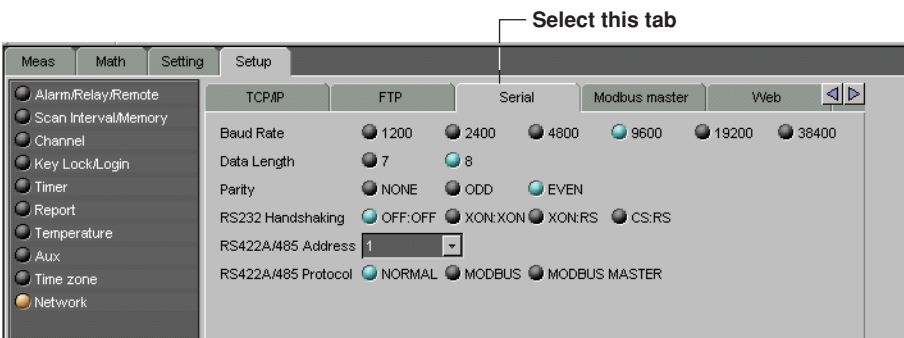 Select this tab
Meas Math Setting Setup
Alarm/Relay/Remote
Scan Interval/Memory
Channel
Key Lock/Login
Timer
Report
Temperature
Aux
Time zone
Network
TCP/IP FTP Serial Modbus master Web
Baud Rate 1200 2400 4800 9600 19200 38400
Data Length 7 8
Parity NONE ODD EVEN
RS232 Handshaking OFF:OFF XON:XON XON:RS CS:RS
RS422A/485 Address 1
RS422A/485 Protocol NORMAL MODBUS MODBUS MASTER